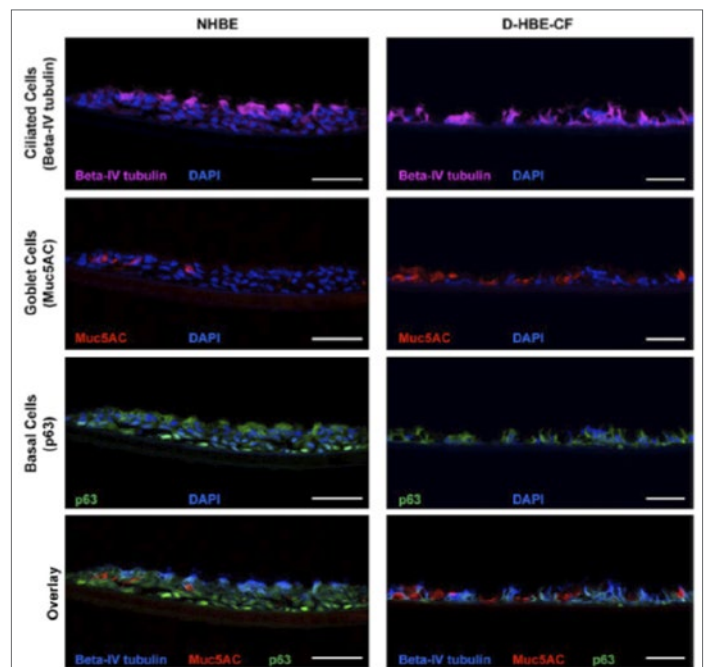 NHBE D-HBE-CF
Ciliated Cells
(Beta-IV tubulin)
Beta-IV tubulin DAPI
Beta-IV tubulin DAPI
Goblet Cells
(Muc5AC)
Muc5AC DAPI
Muc5AC DAPI
Basal Cells
(p63)
p63 DAPI
p63 DAPI
Overlay
Beta-IV tubulin Muc5AC p63
Beta-IV tubulin Muc5AC p63